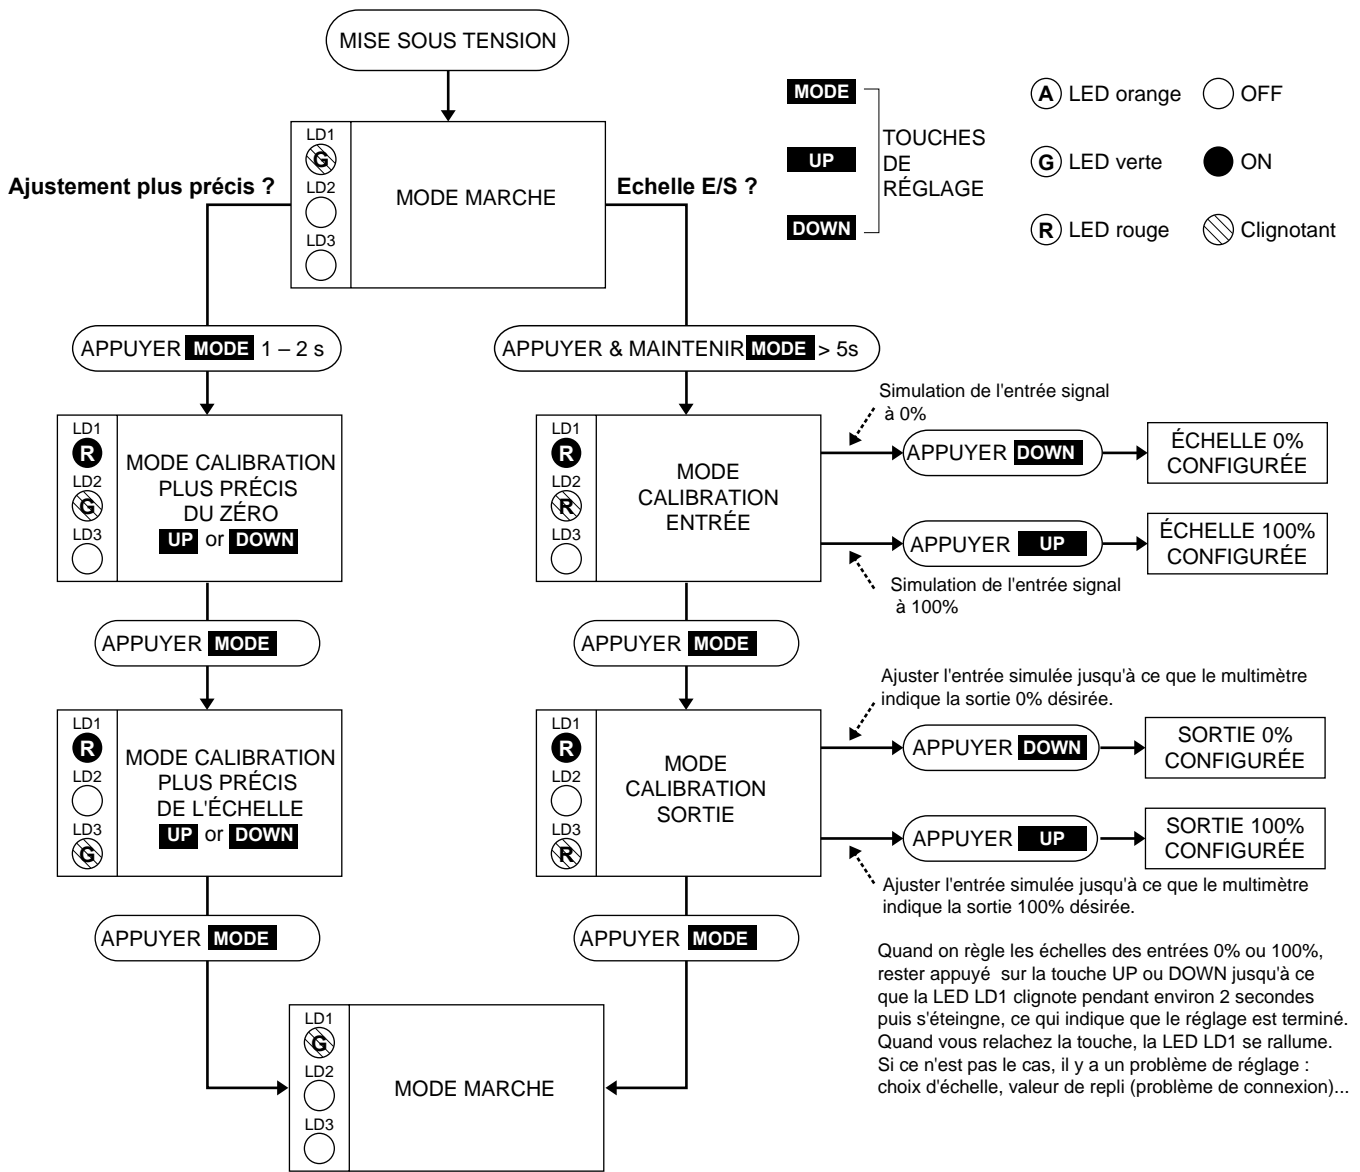 MISE SOUS TENSION
MODE
UP
DOWN
TOUCHES
DE
RÉGLAGE
A LED orange
OFF
G LED verte
ON
R LED rouge
Clignotant
Ajustement plus précis ?
LD1
G
LD2
LD3
MODE MARCHE
Echelle E/S ?
APPUYER MODE 1 – 2 s
APPUYER & MAINTENIR MODE > 5s
LD1
R
LD2
G
LD3
MODE CALIBRATION
PLUS PRÉCIS
DU ZÉRO
UP or DOWN
LD1
R
LD2
R
LD3
MODE
CALIBRATION
ENTRÉE
Simulation de l'entrée signal
à 0%
APPUYER DOWN
ÉCHELLE 0%
CONFIGURÉE
APPUYER UP
ÉCHELLE 100%
CONFIGURÉE
Simulation de l'entrée signal
à 100%
APPUYER MODE
APPUYER MODE
LD1
R
LD2
LD3
G
MODE CALIBRATION
PLUS PRÉCIS
DE L'ÉCHELLE
UP or DOWN
LD1
R
LD2
LD3
R
MODE
CALIBRATION
SORTIE
Ajuster l'entrée simulée jusqu'à ce que le multimètre
indique la sortie 0% désirée.
APPUYER DOWN
SORTIE 0%
CONFIGURÉE
APPUYER UP
SORTIE 100%
CONFIGURÉE
Ajuster l'entrée simulée jusqu'à ce que le multimètre
indique la sortie 100% désirée.
APPUYER MODE
APPUYER MODE
Quand on règle les échelles des entrées 0% ou 100%,
rester appuyé sur la touche UP ou DOWN jusqu'à ce
que la LED LD1 clignote pendant environ 2 secondes
puis s'éteingne, ce qui indique que le réglage est terminé.
Quand vous relachez la touche, la LED LD1 se rallume.
Si ce n'est pas le cas, il y a un problème de réglage :
choix d'échelle, valeur de repli (problème de connexion)...
LD1
G
LD2
LD3
MODE MARCHE